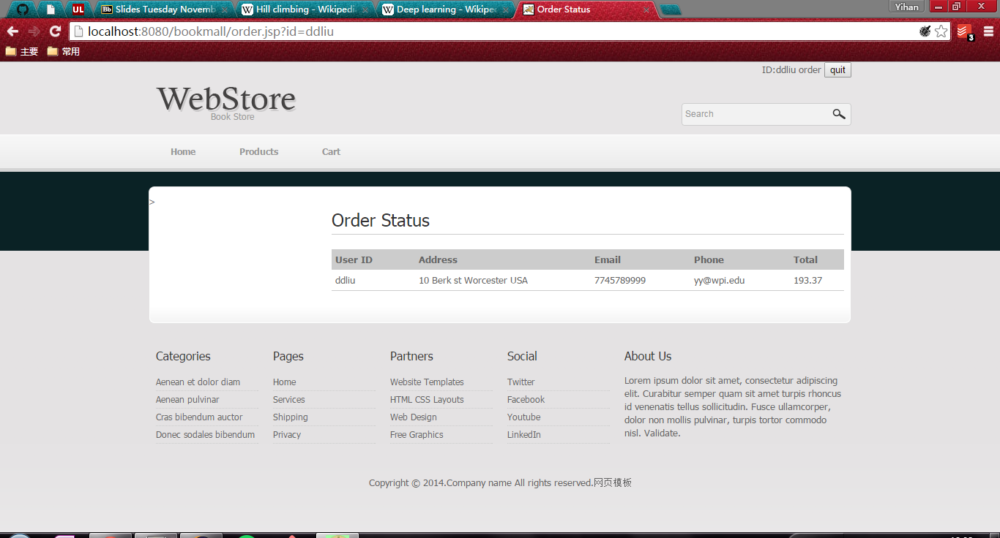 UL
Bb Slides Tuesday Novemb
W Hill climbing - Wikipedi
W Deep learning - Wikiped
Order Status
Yihan
localhost:8080/bookmall/order.jsp?id=ddliu
3
主要 常用
ID:ddliu order quit
WebStore
Book Store
Search
Home Products Cart
>
Order Status
User ID Address Email Phone Total
ddliu 10 Berk st Worcester USA 7745789999 yy@wpi.edu 193.37
Categories
Aenean et dolor diam
Aenean pulvinar
Cras bibendum auctor
Donec sodales bibendum
Pages
Home
Services
Shipping
Privacy
Partners
Website Templates
HTML CSS Layouts
Web Design
Free Graphics
Social
Twitter
Facebook
Youtube
LinkedIn
About Us
Lorem ipsum dolor sit amet, consectetur adipiscing
elit. Curabitur semper quam sit amet turpis rhoncus
id venenatis tellus sollicitudin. Fusce ullamcorper,
dolor non mollis pulvinar, turpis tortor commodo
nisl. Validate.
Copyright © 2014.Company name All rights reserved.网页模板